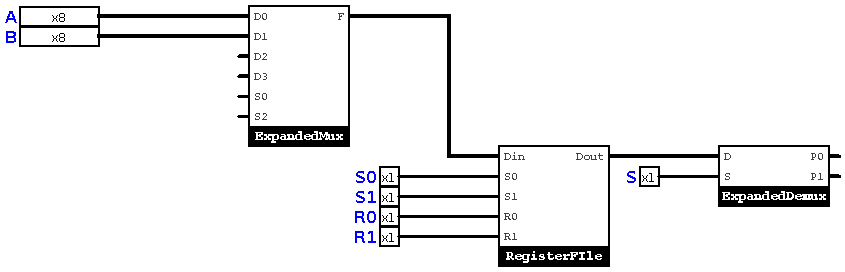 A x8 D0 F
B x8 D1
D2
D3
S0
S2
ExpandedMux
Din Dout D P0
S0 x1 S0 S x1 S P1
S1 x1 S1 ExpandedDemux
R0 x1 R0
R1 x1 R1
RegisterFIle